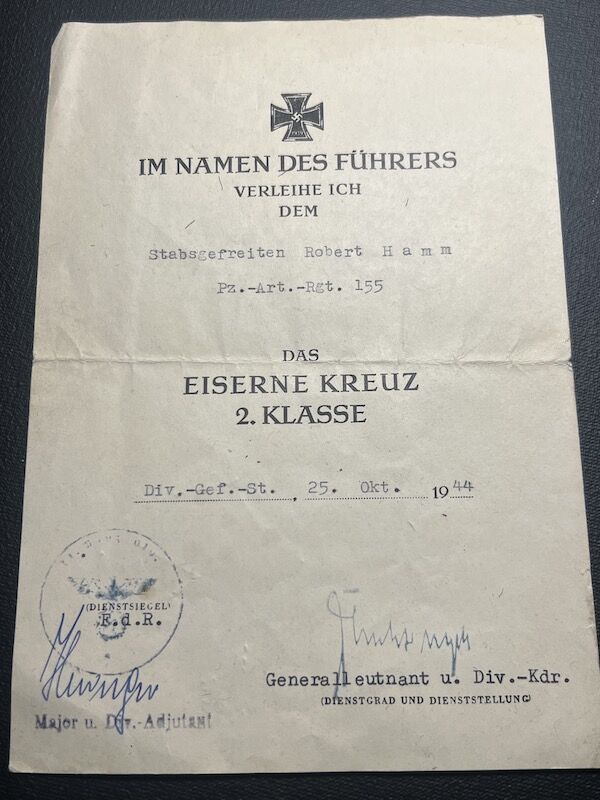 1939
IM NAMEN DES FÜHRERS
VERLEIHE ICH
DEM
Stabsgefreiten Robert Hamm
Pz.-Art.-Rgt. 155
DAS
EISERNE KREUZ
2. KLASSE
Div.-Gef.-St. , 25. Okt. 1944
(DIENSTSIEGEL)
E.d.R.
Major u. Div.-Adjutant
Generalleutnant u. Div.-Kdr.
(DIENSTGRAD UND DIENSTSTELLUNG)